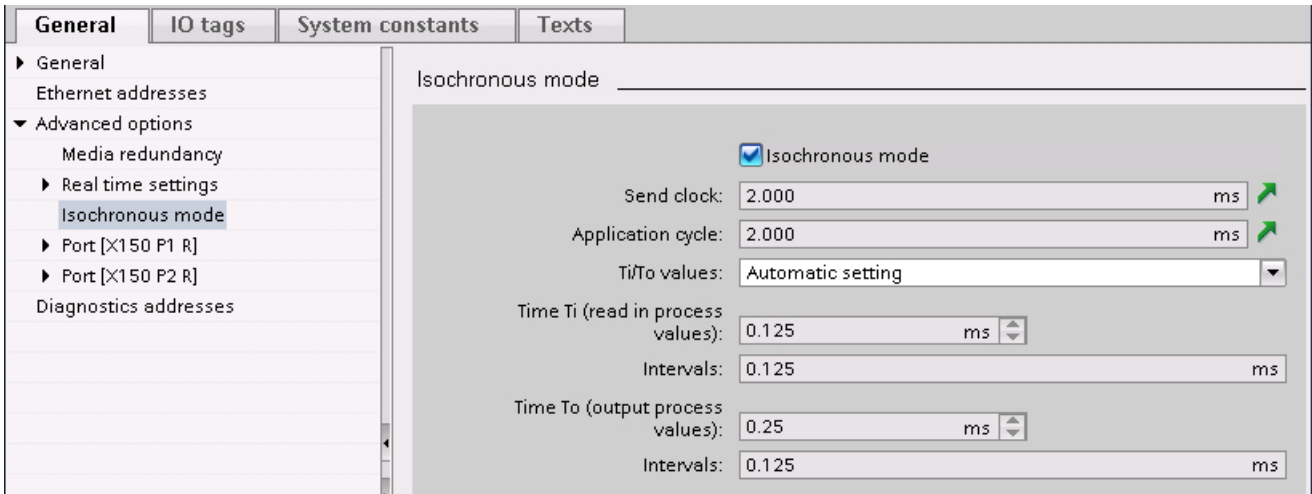 General IO tags System constants Texts
General
Ethernet addresses
Advanced options
Media redundancy
Real time settings
Isochronous mode
Port [X150 P1 R]
Port [X150 P2 R]
Diagnostics addresses
Isochronous mode
Isochronous mode
Send clock: 2.000 ms
Application cycle: 2.000 ms
Ti/To values: Automatic setting
Time Ti (read in process
values): 0.125 ms
Intervals: 0.125 ms
Time To (output process
values): 0.25 ms
Intervals: 0.125 ms